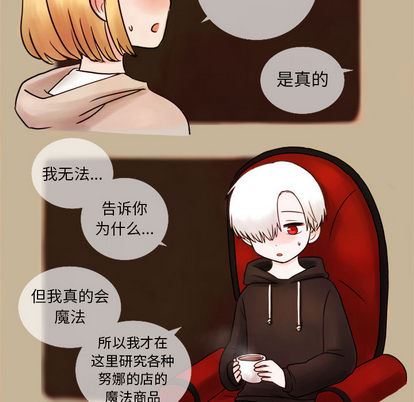 是真的
我无法...
告诉你
为什么...
但我真的会
魔法
所以我才在
这里研究各种
努娜的店的
魔法商品